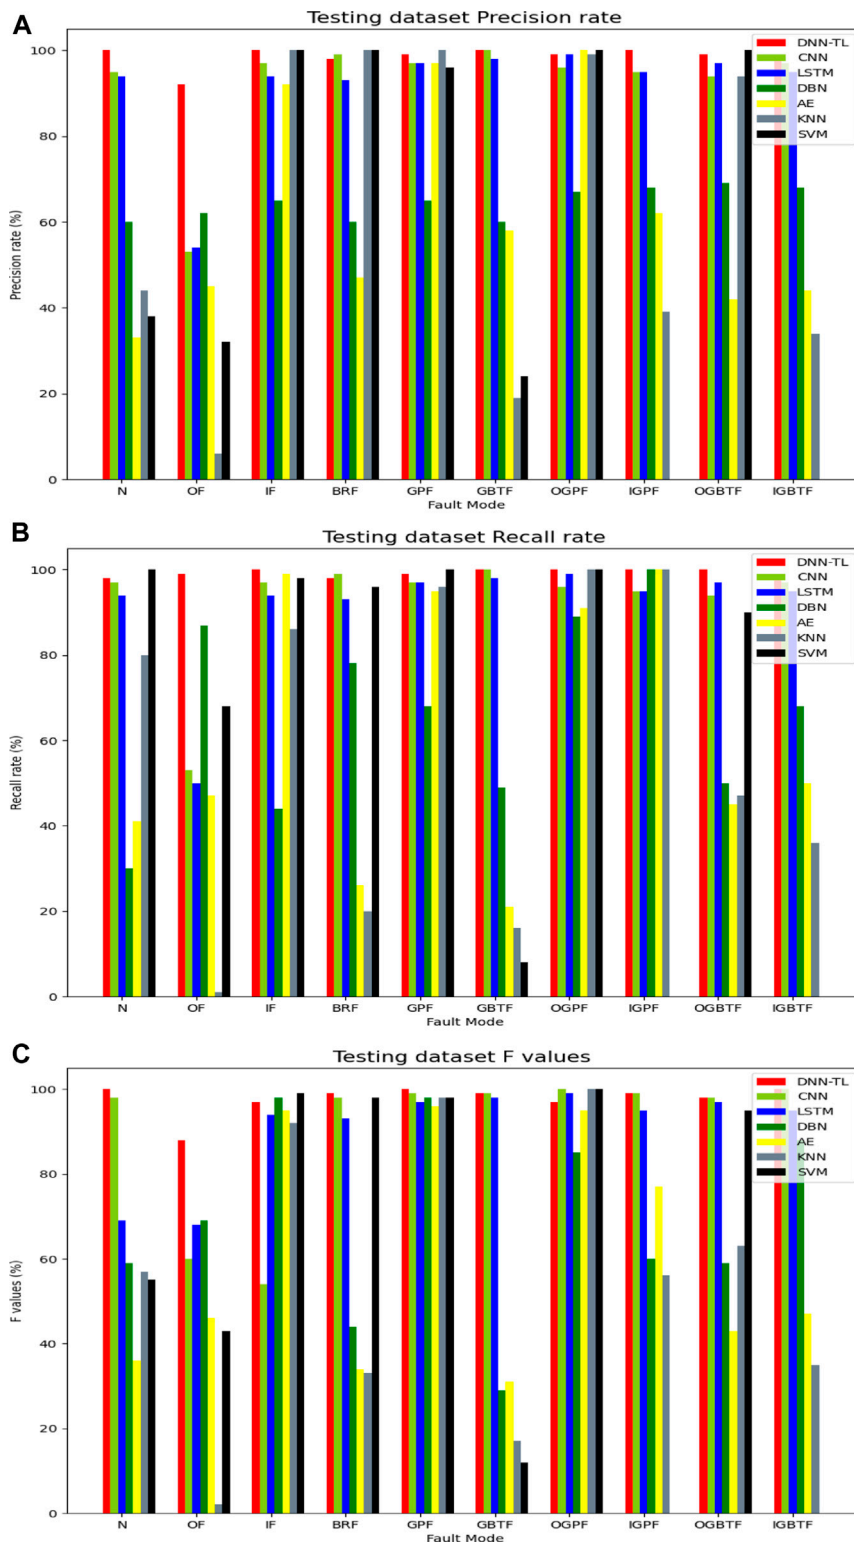 A
Testing dataset Precision rate
100
80
60
40
20
0
Precision rate (%)
DNN-TL
CNN
LSTM
DBN
AE
KNN
SVM
N OF IF BRF GPF GBTF OGPF IGPF OGBTF IGBTF
Fault Mode
B
Testing dataset Recall rate
100
80
60
40
20
0
Recall rate (%)
DNN-TL
CNN
LSTM
DBN
AE
KNN
SVM
N OF IF BRF GPF GBTF OGPF IGPF OGBTF IGBTF
Fault Mode
C
Testing dataset F values
100
80
60
40
20
0
F values (%)
DNN-TL
CNN
LSTM
DBN
AE
KNN
SVM
N OF IF BRF GPF GBTF OGPF IGPF OGBTF IGBTF
Fault Mode